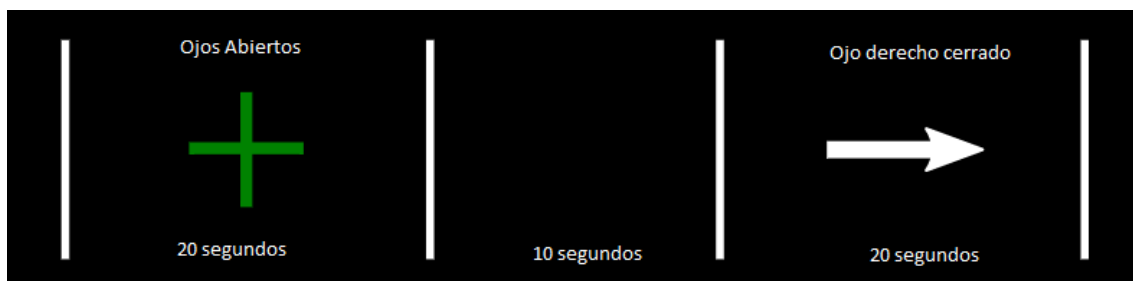 Ojos Abiertos
20 segundos
10 segundos
Ojo derecho cerrado
20 segundos